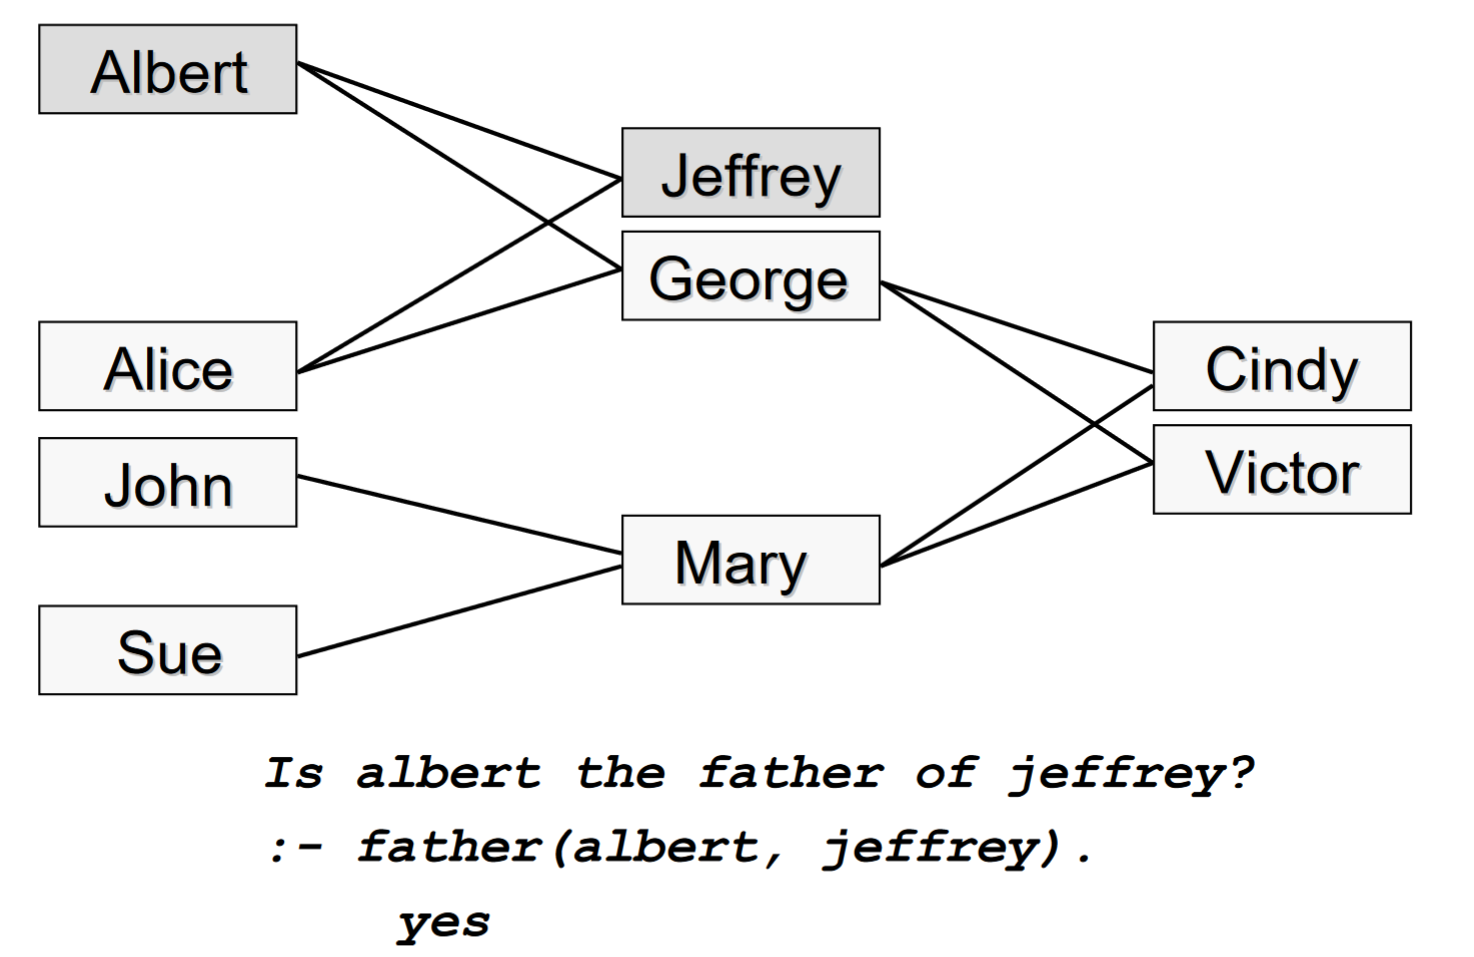 Albert
Jeffrey
George
Alice
Cindy
John
Victor
Mary
Sue
Is albert the father of jeffrey?
:- father(albert, jeffrey).
yes